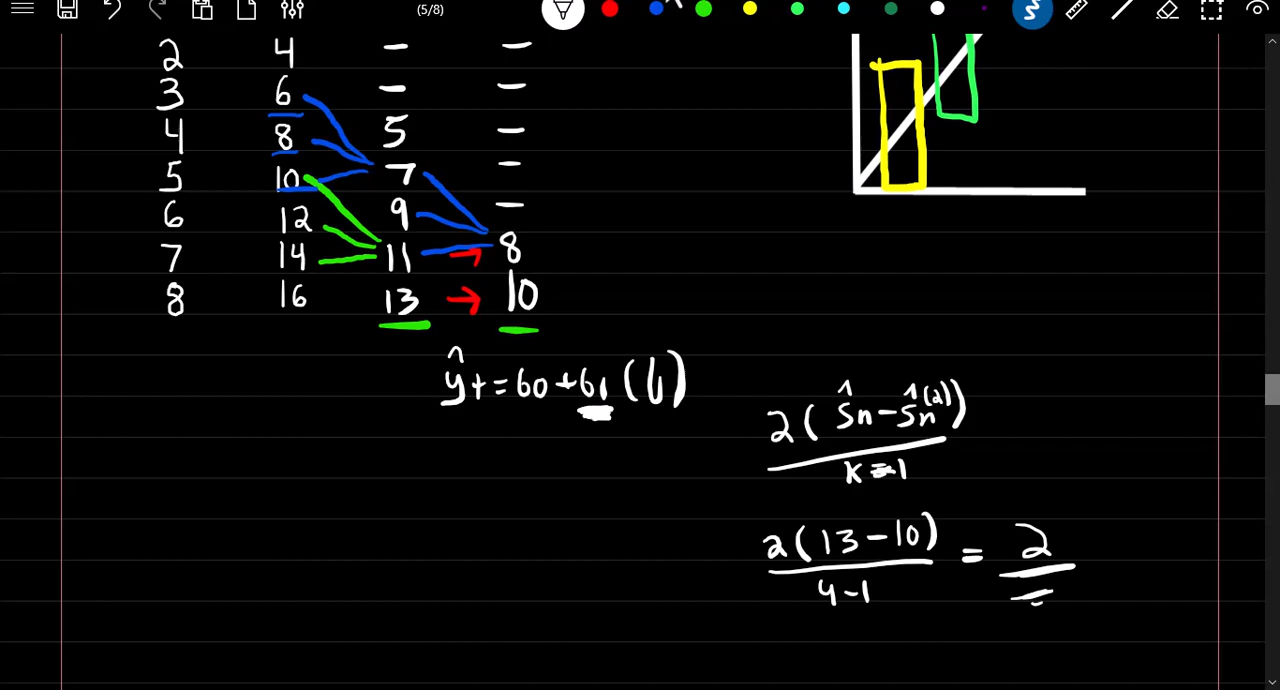 (5/8)
2 4 — —
3 6 — —
4 8 5 —
5 10 7 —
6 12 9 —
7 14 11 → 8
8 16 13 → 10
ŷt = b0 + b1 (t)
2( Ŝn − Ŝn(2))
k − 1
2(13 − 10) = 2
4 − 1